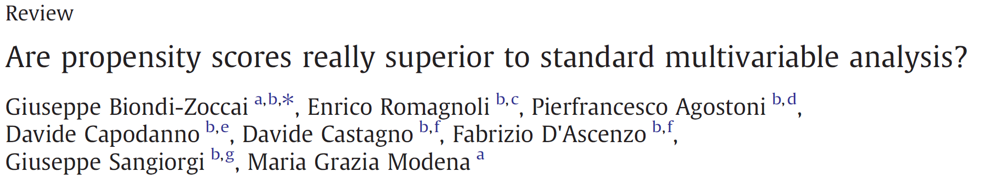 Review
Are propensity scores really superior to standard multivariable analysis?
Giuseppe Biondi-Zoccai a,b,*, Enrico Romagnoli b,c, Pierfrancesco Agostoni b,d,
Davide Capodanno b,e, Davide Castagno b,f, Fabrizio D'Ascenzo b,f,
Giuseppe Sangiorgi b,g, Maria Grazia Modena a